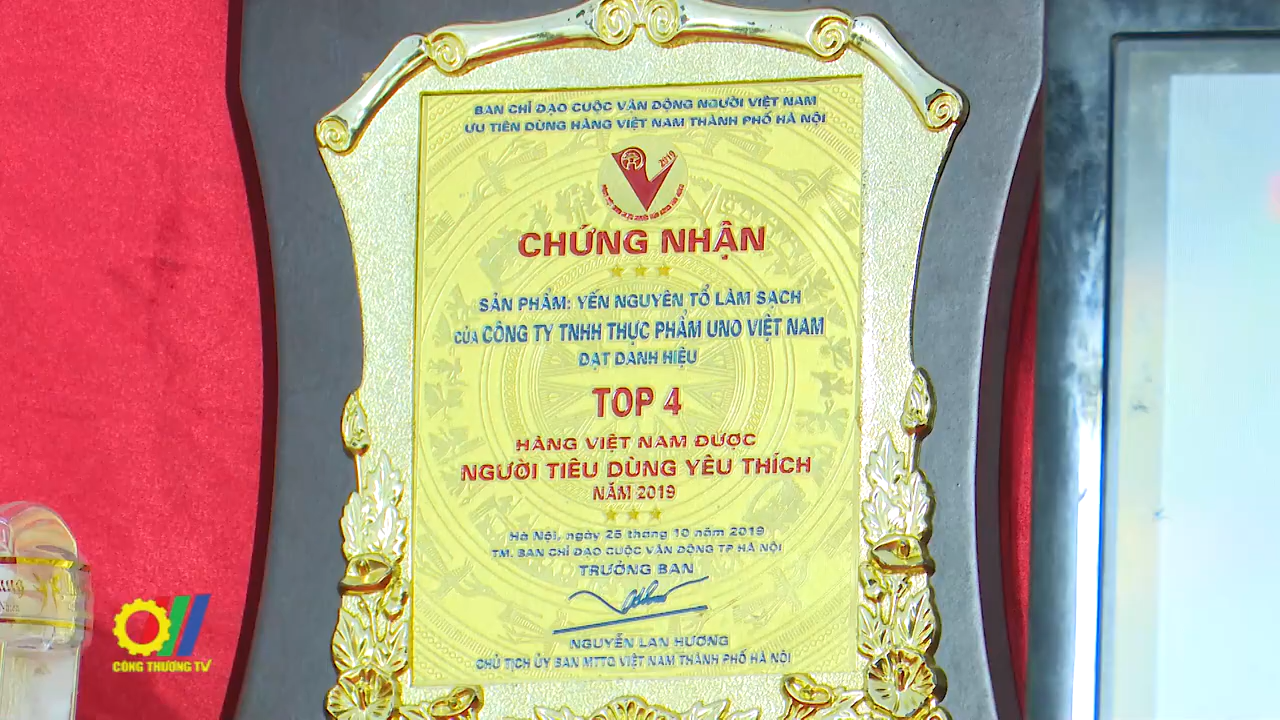 BAN CHỈ ĐẠO CUỘC VẬN ĐỘNG NGƯỜI VIỆT NAM
ƯU TIÊN DÙNG HÀNG VIỆT NAM THÀNH PHỐ HÀ NỘI
2019
CHỨNG NHẬN
SẢN PHẨM: YẾN NGUYÊN TỔ LÀM SẠCH
CỦA CÔNG TY TNHH THỰC PHẨM UNO VIỆT NAM
ĐẠT DANH HIỆU
TOP 4
HÀNG VIỆT NAM ĐƯỢC
NGƯỜI TIÊU DÙNG YÊU THÍCH
NĂM 2019
Hà Nội, ngày 25 tháng 10 năm 2019
TM. BAN CHỈ ĐẠO CUỘC VẬN ĐỘNG TP HÀ NỘI
TRƯỞNG BAN
NGUYỄN LAN HƯƠNG
CHỦ TỊCH ỦY BAN MTTQ VIỆT NAM THÀNH PHỐ HÀ NỘI
CÔNG THƯƠNG TV